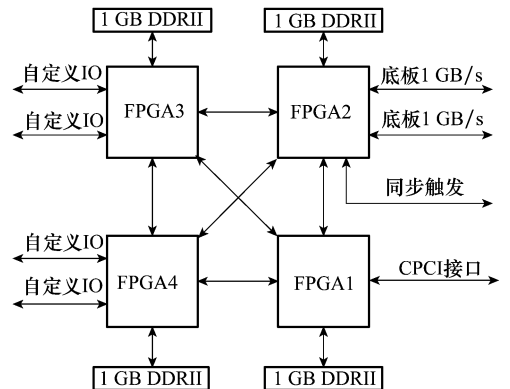 1 GB DDRII
1 GB DDRII
自定义IO
FPGA3
FPGA2
底板1 GB/s
自定义IO
底板1 GB/s
同步触发
自定义IO
FPGA4
FPGA1
CPCI接口
自定义IO
1 GB DDRII
1 GB DDRII